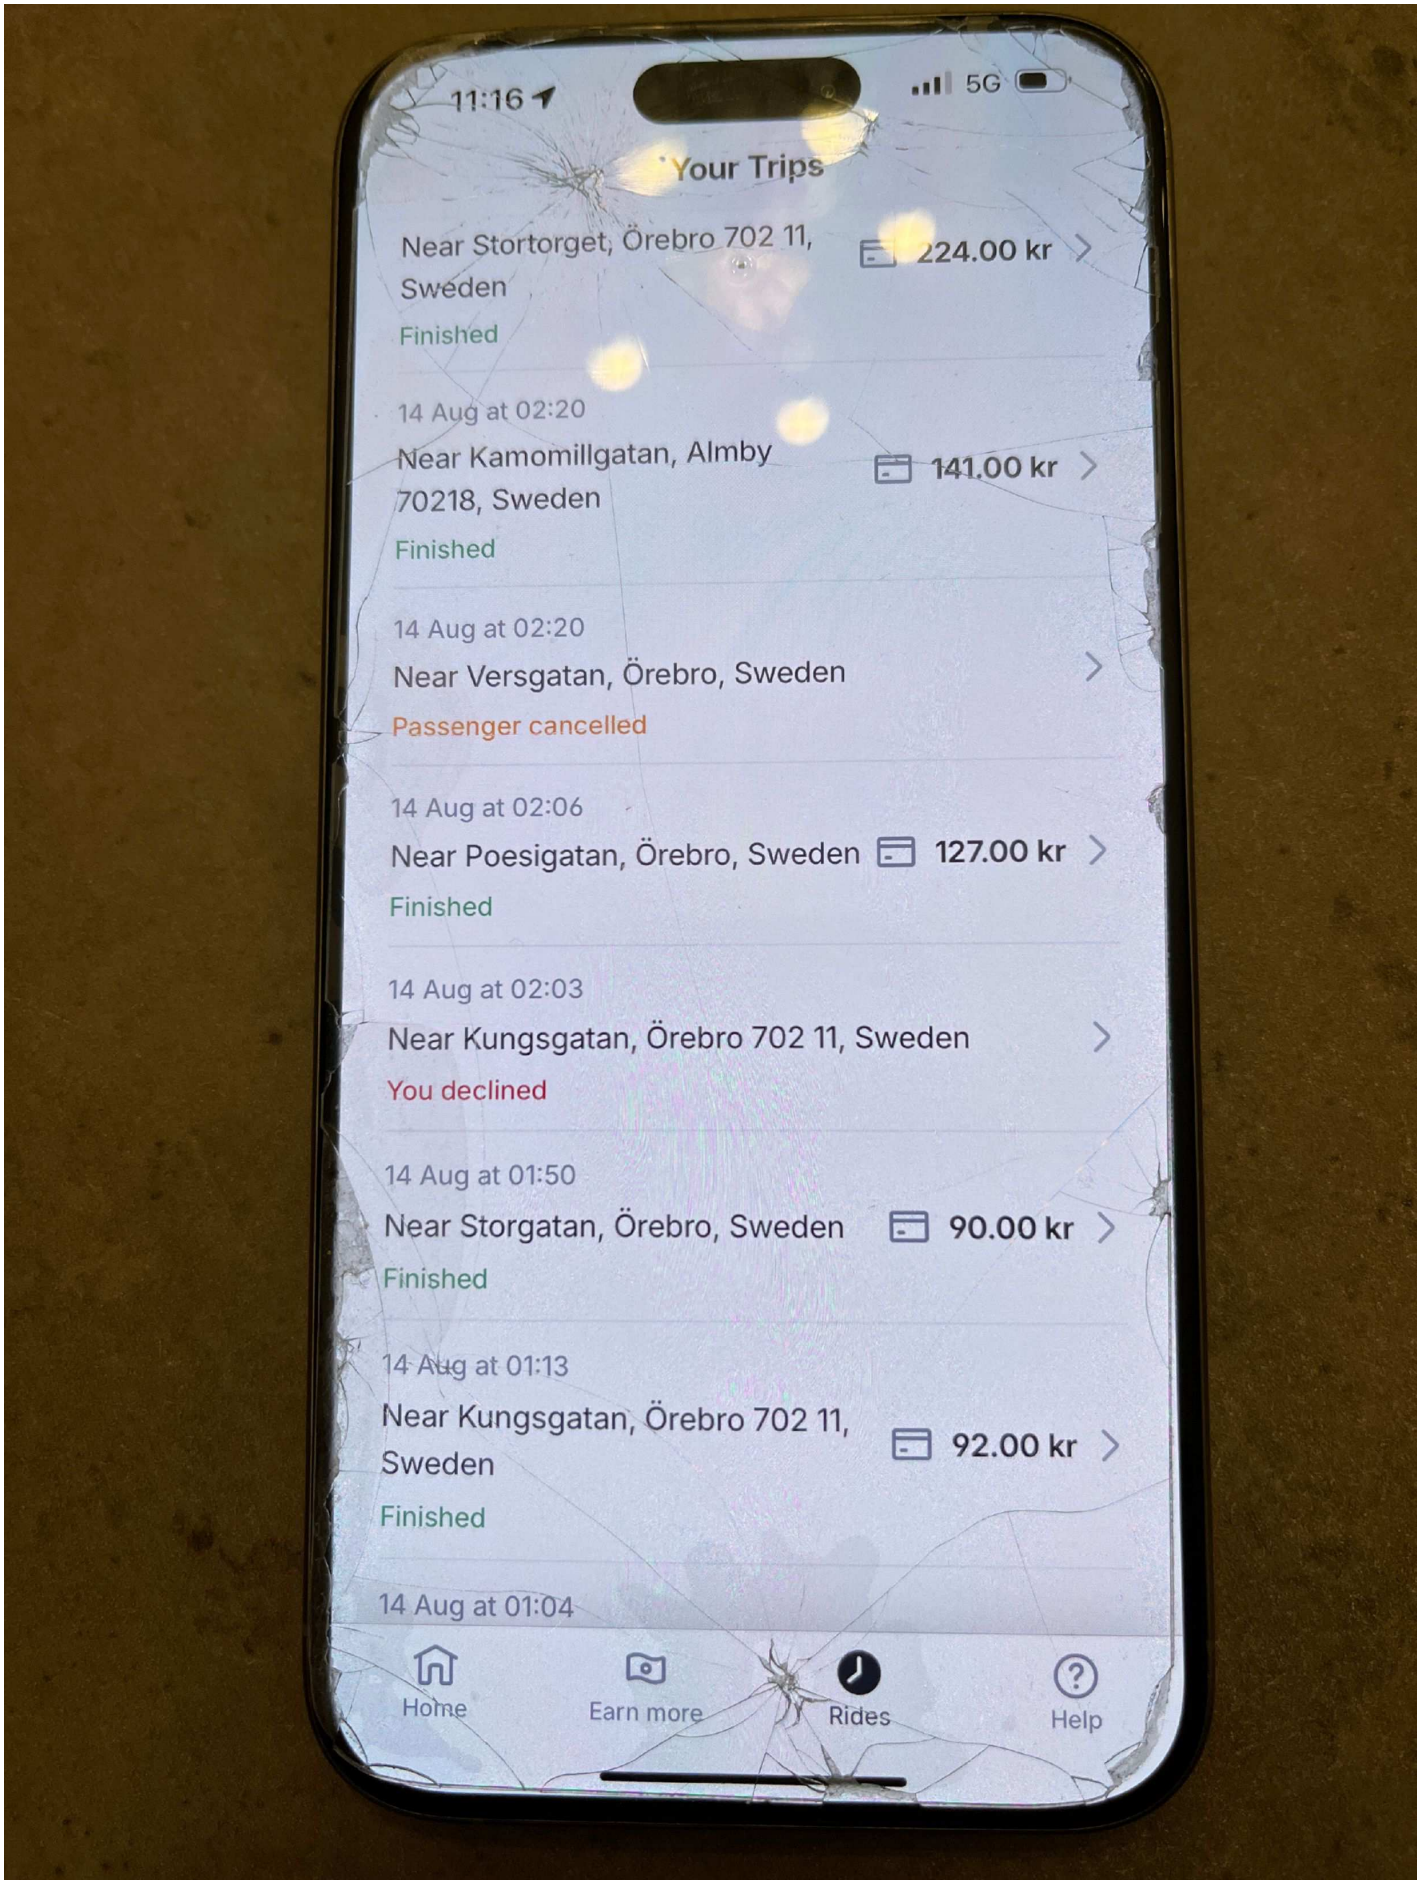 11:16
5G
Your Trips
Near Stortorget, Örebro 702 11,
Sweden
224.00 kr
Finished
14 Aug at 02:20
Near Kamomillgatan, Almby
70218, Sweden
141.00 kr
Finished
14 Aug at 02:20
Near Versgatan, Örebro, Sweden
Passenger cancelled
14 Aug at 02:06
Near Poesigatan, Örebro, Sweden 127.00 kr
Finished
14 Aug at 02:03
Near Kungsgatan, Örebro 702 11, Sweden
You declined
14 Aug at 01:50
Near Storgatan, Örebro, Sweden 90.00 kr
Finished
14 Aug at 01:13
Near Kungsgatan, Örebro 702 11,
Sweden
92.00 kr
Finished
14 Aug at 01:04
Home
Earn more
Rides
Help